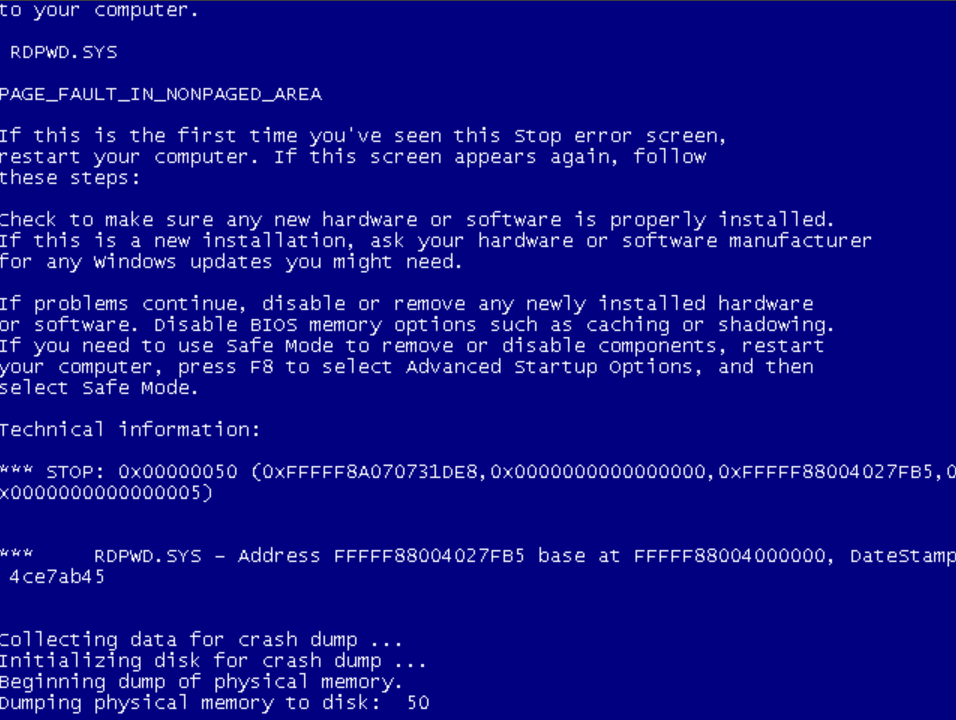 to your computer.
RDPWD.SYS
PAGE_FAULT_IN_NONPAGED_AREA
If this is the first time you've seen this Stop error screen,
restart your computer. If this screen appears again, follow
these steps:
Check to make sure any new hardware or software is properly installed.
If this is a new installation, ask your hardware or software manufacturer
for any Windows updates you might need.
If problems continue, disable or remove any newly installed hardware
or software. Disable BIOS memory options such as caching or shadowing.
If you need to use Safe Mode to remove or disable components, restart
your computer, press F8 to select Advanced Startup Options, and then
select Safe Mode.
Technical information:
*** STOP: 0x00000050 (0xFFFFF8A070731DE8,0x0000000000000000,0xFFFFF88004027FB5,0
x0000000000000005)
*** RDPWD.SYS - Address FFFFF88004027FB5 base at FFFFF88004000000, DateStamp
4ce7ab45
Collecting data for crash dump ...
Initializing disk for crash dump ...
Beginning dump of physical memory.
Dumping physical memory to disk: 50